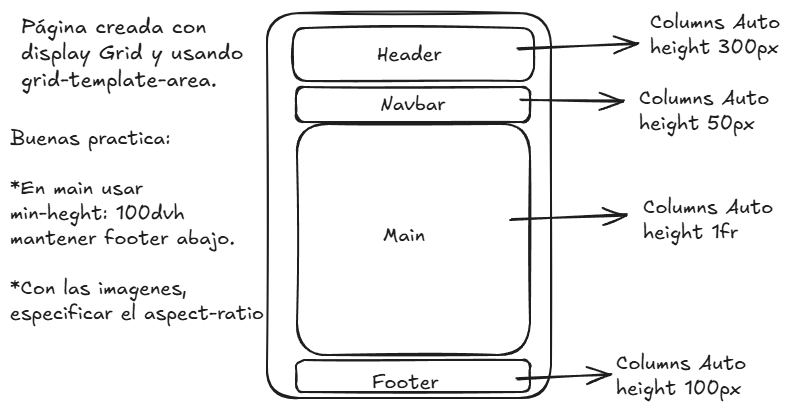 Página creada con
display Grid y usando
grid-template-area.
Buenas practica:
*En main usar
min-heght: 100dvh
mantener footer abajo.
*Con las imagenes,
especificar el aspect-ratio
Header
Navbar
Main
Footer
Columns Auto
height 300px
Columns Auto
height 50px
Columns Auto
height 1fr
Columns Auto
height 100px